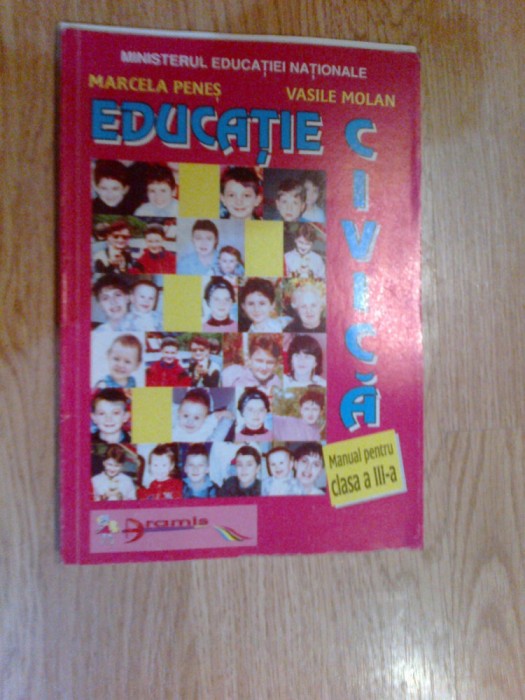 MINISTERUL EDUCAȚIEI NAȚIONALE
MARCELA PENEȘ
VASILE MOLAN
EDUCAȚIE
CIVICĂ
Manual pentru
clasa a III-a
Aramis